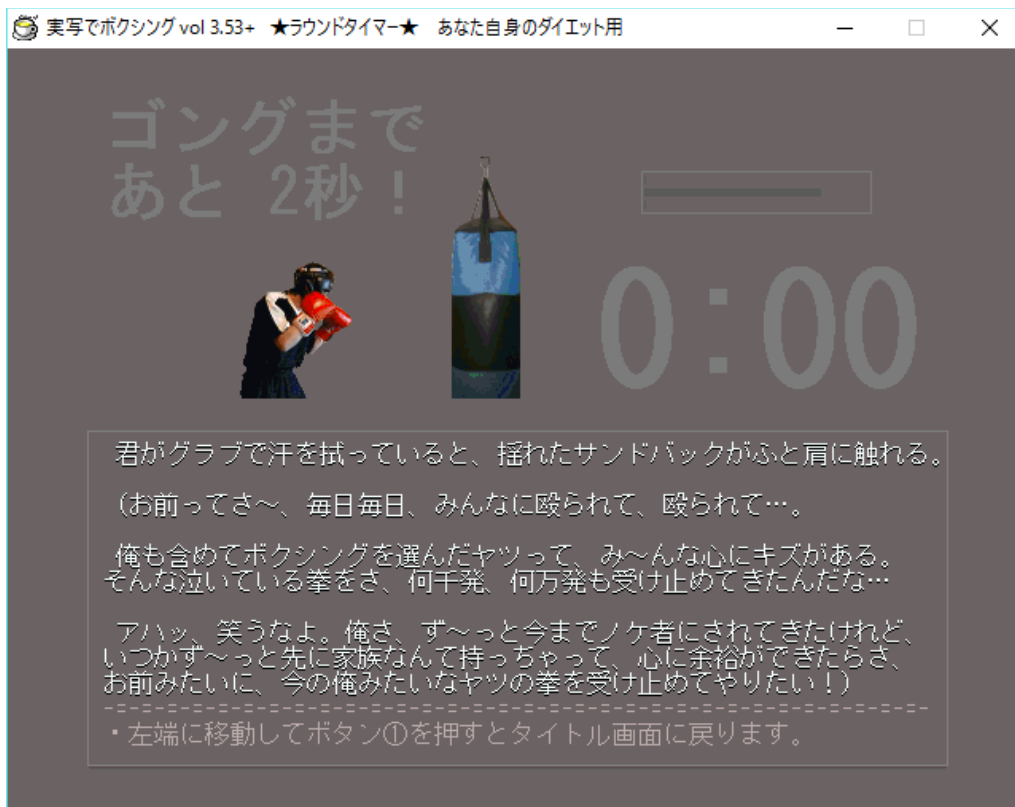 実写でボクシング vol 3.53+ ★ラウンドタイマー★ あなた自身のダイエット用
ゴングまで
あと 2秒！
0:00
君がグラブで汗を拭っていると、揺れたサンドバックがふと肩に触れる。
（お前ってさ～、毎日毎日、みんなに殴られて、殴られて…。
俺も含めてボクシングを選んだヤツって、み～んな心にキズがある。
そんな泣いている拳をさ、何千発、何万発も受け止めてきたんだな…
アハッ、笑うなよ。俺さ、ず～っと今までノケ者にされてきたけれど、
いつかず～っと先に家族なんて持っちゃって、心に余裕ができたらさ、
お前みたいに、今の俺みたいなヤツの拳を受け止めてやりたい！）
-=-=-=-=-=-=-=-=-=-=-=-=-=-=-=-=-=-=-=-=-=-=-=-=-=-=-=-=-=-=-=-=-
・左端に移動してボタン①を押すとタイトル画面に戻ります。